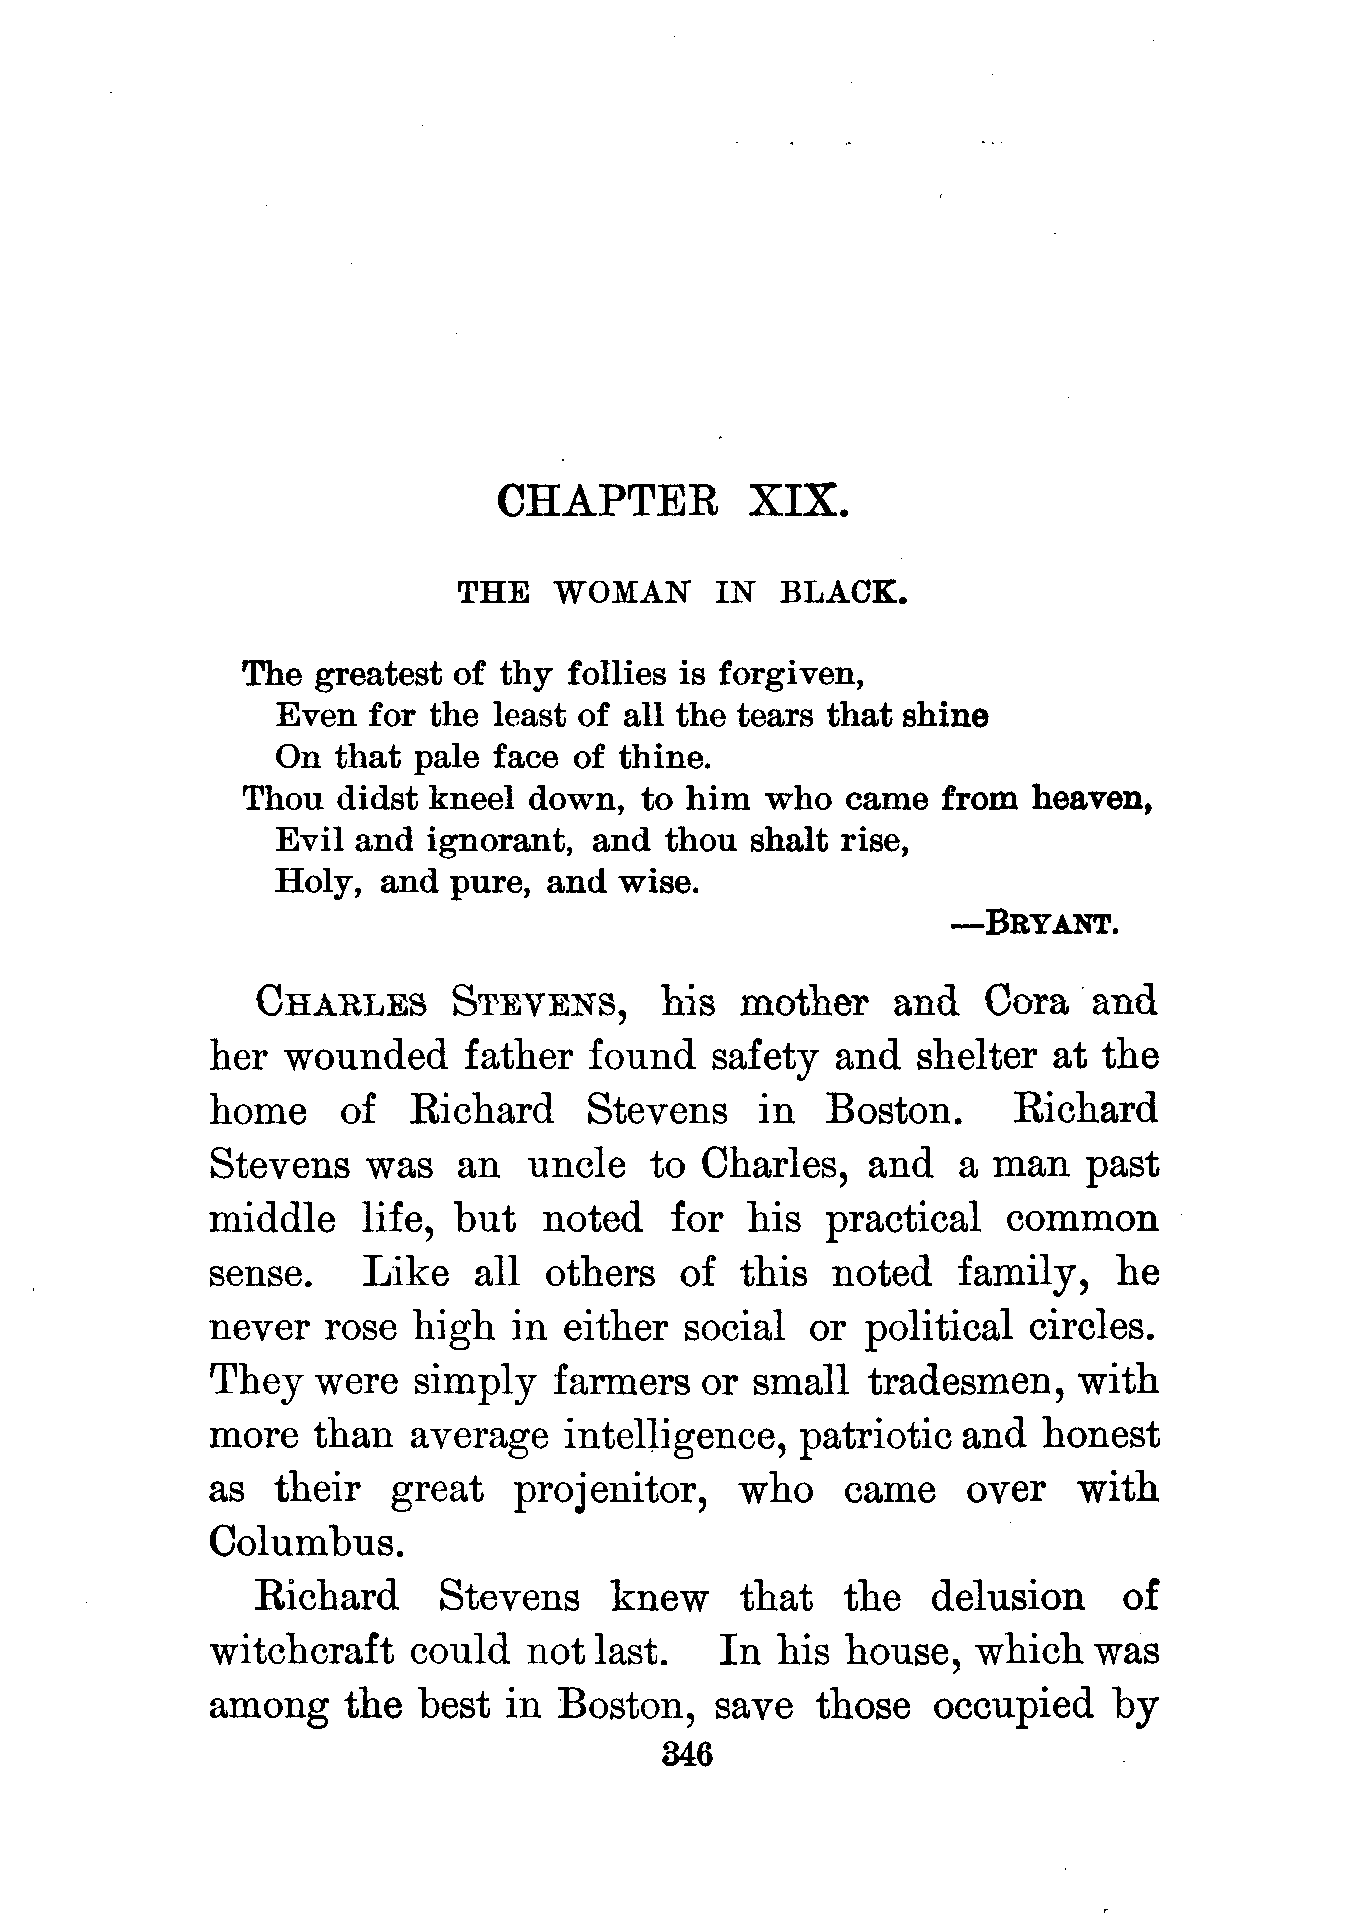 CHAPTER XIX.
THE WOMAN IN BLACK.
The greatest of thy follies is forgiven,
Even for the least of all the tears that shine
On that pale face of thine.
Thou didst kneel down, to him who came from heaven,
Evil and ignorant, and thou shalt rise,
Holy, and pure, and wise.
—BRYANT.
CHARLES STEVENS, his mother and Cora and
her wounded father found safety and shelter at the
home of Richard Stevens in Boston. Richard
Stevens was an uncle to Charles, and a man past
middle life, but noted for his practical common
sense. Like all others of this noted family, he
never rose high in either social or political circles.
They were simply farmers or small tradesmen, with
more than average intelligence, patriotic and honest
as their great projenitor, who came over with
Columbus.
Richard Stevens knew that the delusion of
witchcraft could not last. In his house, which was
among the best in Boston, save those occupied by
346